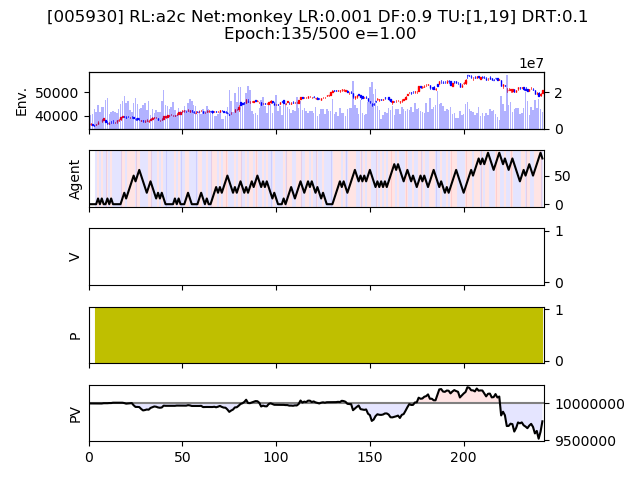 [005930] RL:a2c Net:monkey LR:0.001 DF:0.9 TU:[1,19] DRT:0.1
Epoch:135/500 e=1.00
1e7
Env.
50000
40000
2
0
Agent
50
0
V
1
0
P
1
0
PV
10000000
9500000
0 50 100 150 200